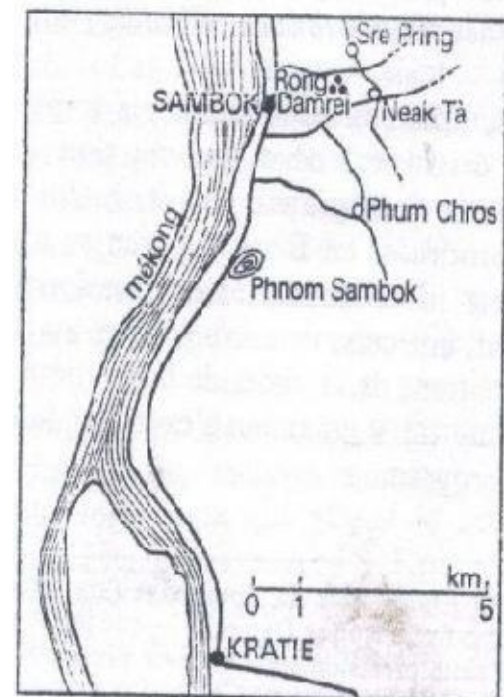 Sre Pring
Rong
SAMBOK Damrei
Neak Tà
Phum Chros
mékong
Phnom Sambok
km
0 1 5
KRATIE